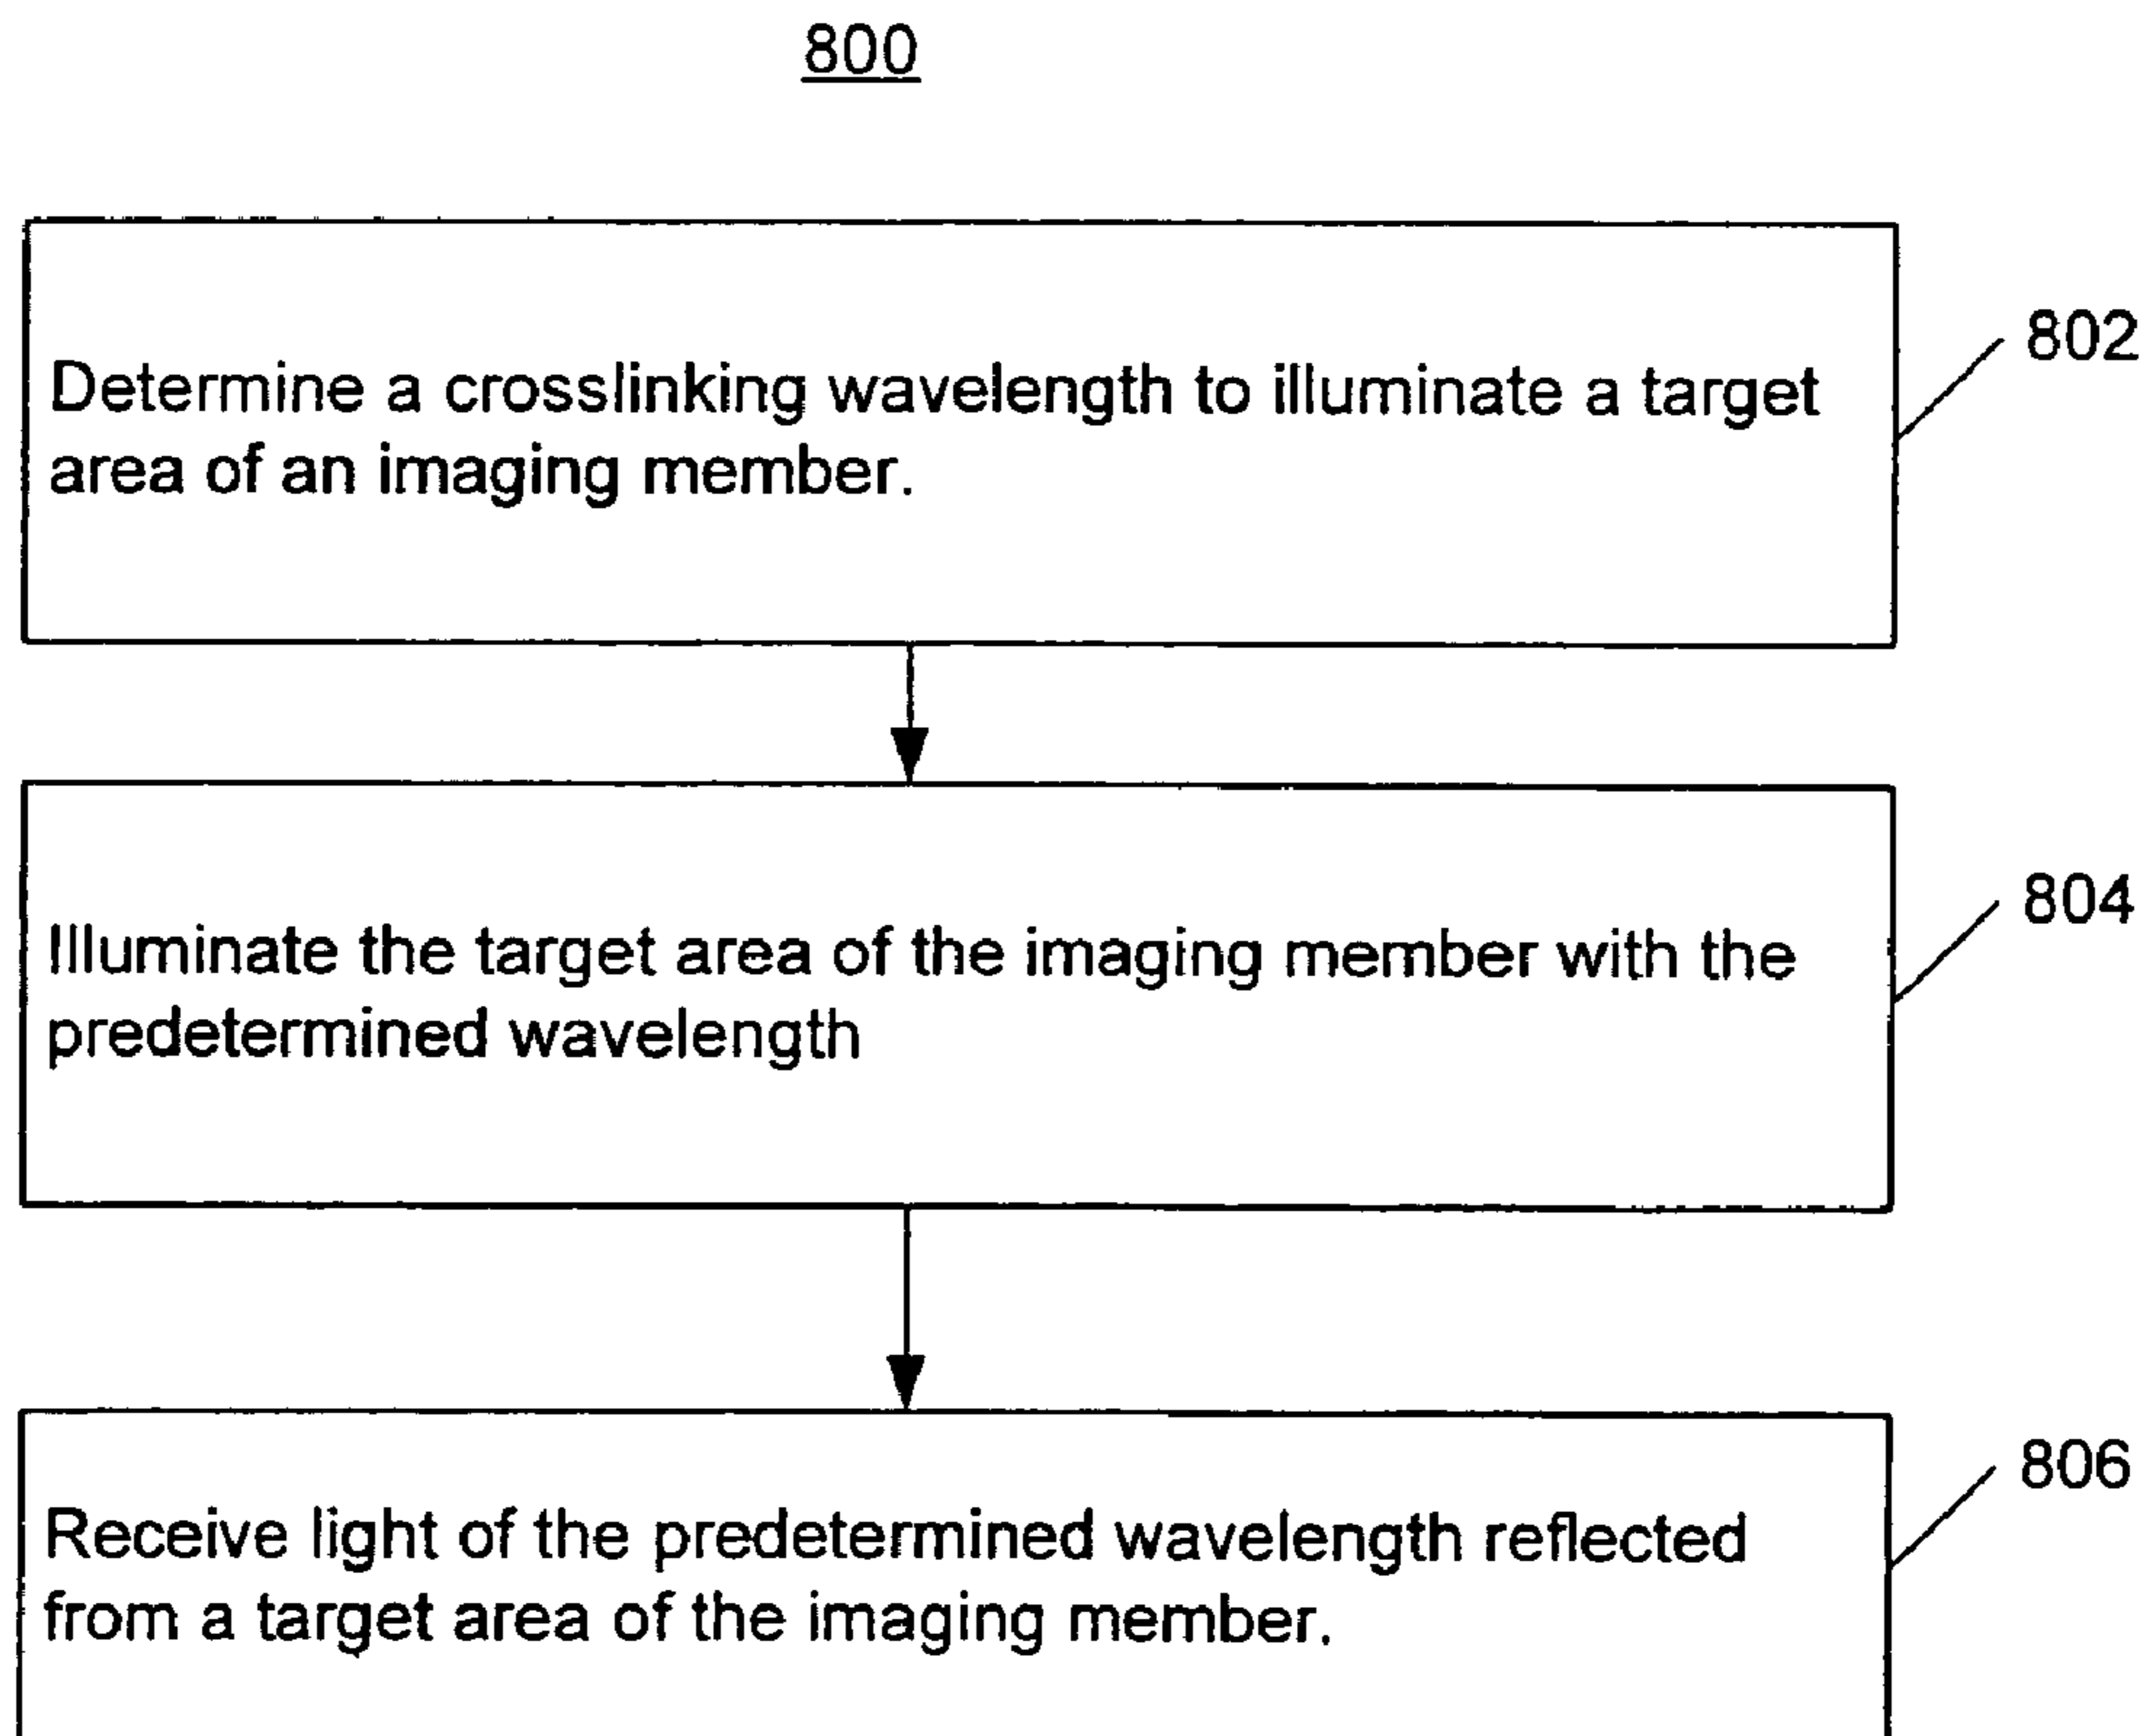 800
Determine a crosslinking wavelength to illuminate a target
area of an imaging member.
802
Illuminate the target area of the imaging member with the
predetermined wavelength
804
Receive light of the predetermined wavelength reflected
from a target area of the imaging member.
806